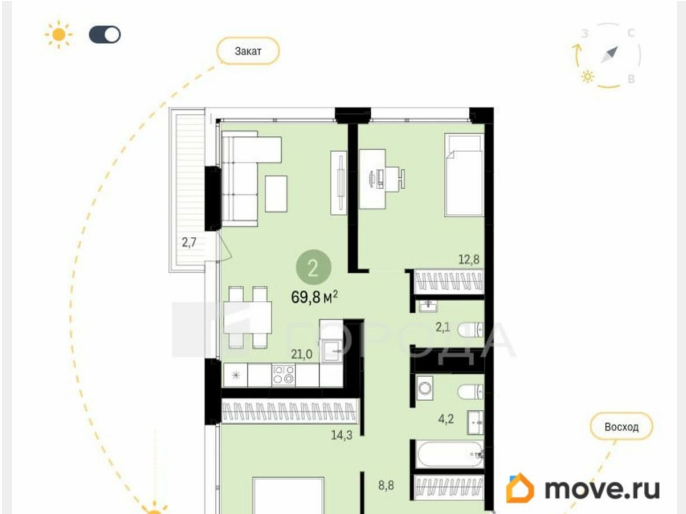 Закат
З
С
В
2,7
2
12,8
69,8 м²
2,1
ГОРОДА
21,0
4,2
Восход
14,3
8,8
move.ru